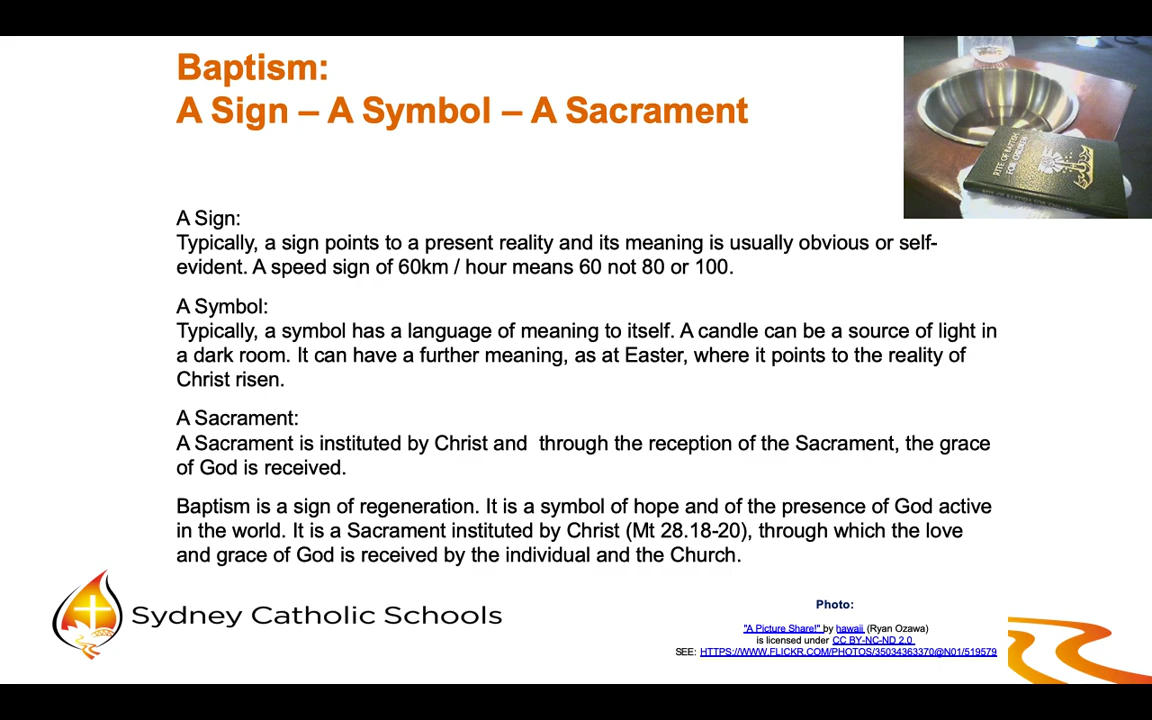 Baptism:
A Sign – A Symbol – A Sacrament
RITE OF BAPTISM
FOR CHILDREN
A Sign:
Typically, a sign points to a present reality and its meaning is usually obvious or self-
evident. A speed sign of 60km / hour means 60 not 80 or 100.
A Symbol:
Typically, a symbol has a language of meaning to itself. A candle can be a source of light in
a dark room. It can have a further meaning, as at Easter, where it points to the reality of
Christ risen.
A Sacrament:
A Sacrament is instituted by Christ and  through the reception of the Sacrament, the grace
of God is received.
Baptism is a sign of regeneration. It is a symbol of hope and of the presence of God active
in the world. It is a Sacrament instituted by Christ (Mt 28.18-20), through which the love
and grace of God is received by the individual and the Church.
Sydney Catholic Schools
Photo:
"A Picture Share!" by hawaii (Ryan Ozawa)
is licensed under CC BY-NC-ND 2.0
SEE: HTTPS://WWW.FLICKR.COM/PHOTOS/35034363370@N01/519579